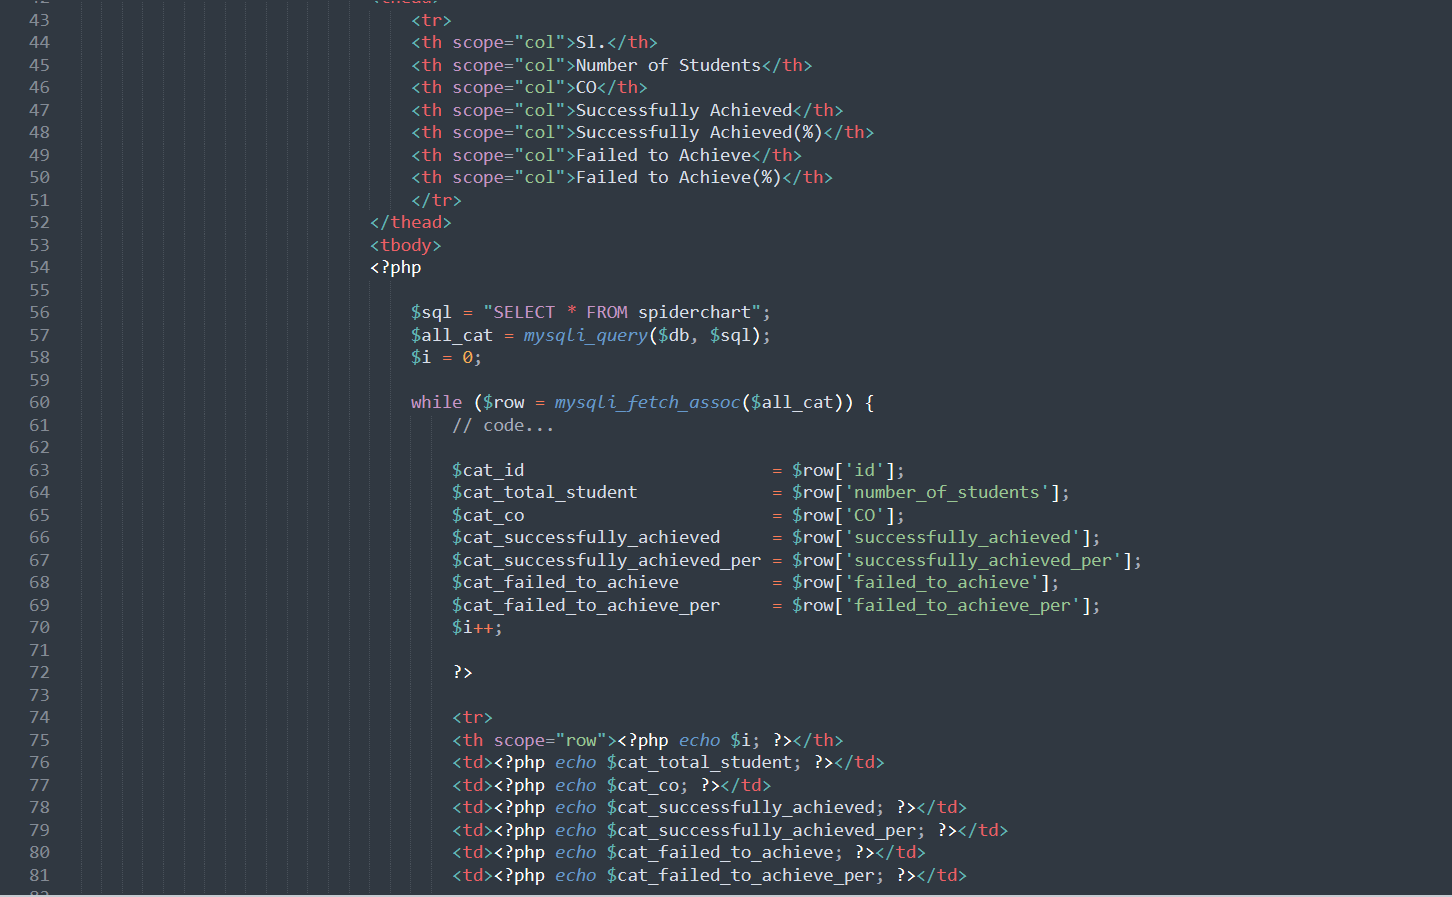 43 <tr>
44 <th scope="col">Sl.</th>
45 <th scope="col">Number of Students</th>
46 <th scope="col">CO</th>
47 <th scope="col">Successfully Achieved</th>
48 <th scope="col">Successfully Achieved(%)</th>
49 <th scope="col">Failed to Achieve</th>
50 <th scope="col">Failed to Achieve(%)</th>
51 </tr>
52 </thead>
53 <tbody>
54 <?php
55
56 $sql = "SELECT * FROM spiderchart";
57 $all_cat = mysqli_query($db, $sql);
58 $i = 0;
59
60 while ($row = mysqli_fetch_assoc($all_cat)) {
61 // code...
62
63 $cat_id = $row['id'];
64 $cat_total_student = $row['number_of_students'];
65 $cat_co = $row['CO'];
66 $cat_successfully_achieved = $row['successfully_achieved'];
67 $cat_successfully_achieved_per = $row['successfully_achieved_per'];
68 $cat_failed_to_achieve = $row['failed_to_achieve'];
69 $cat_failed_to_achieve_per = $row['failed_to_achieve_per'];
70 $i++;
71
72 ?>
73
74 <tr>
75 <th scope="row"><?php echo $i; ?></th>
76 <td><?php echo $cat_total_student; ?></td>
77 <td><?php echo $cat_co; ?></td>
78 <td><?php echo $cat_successfully_achieved; ?></td>
79 <td><?php echo $cat_successfully_achieved_per; ?></td>
80 <td><?php echo $cat_failed_to_achieve; ?></td>
81 <td><?php echo $cat_failed_to_achieve_per; ?></td>